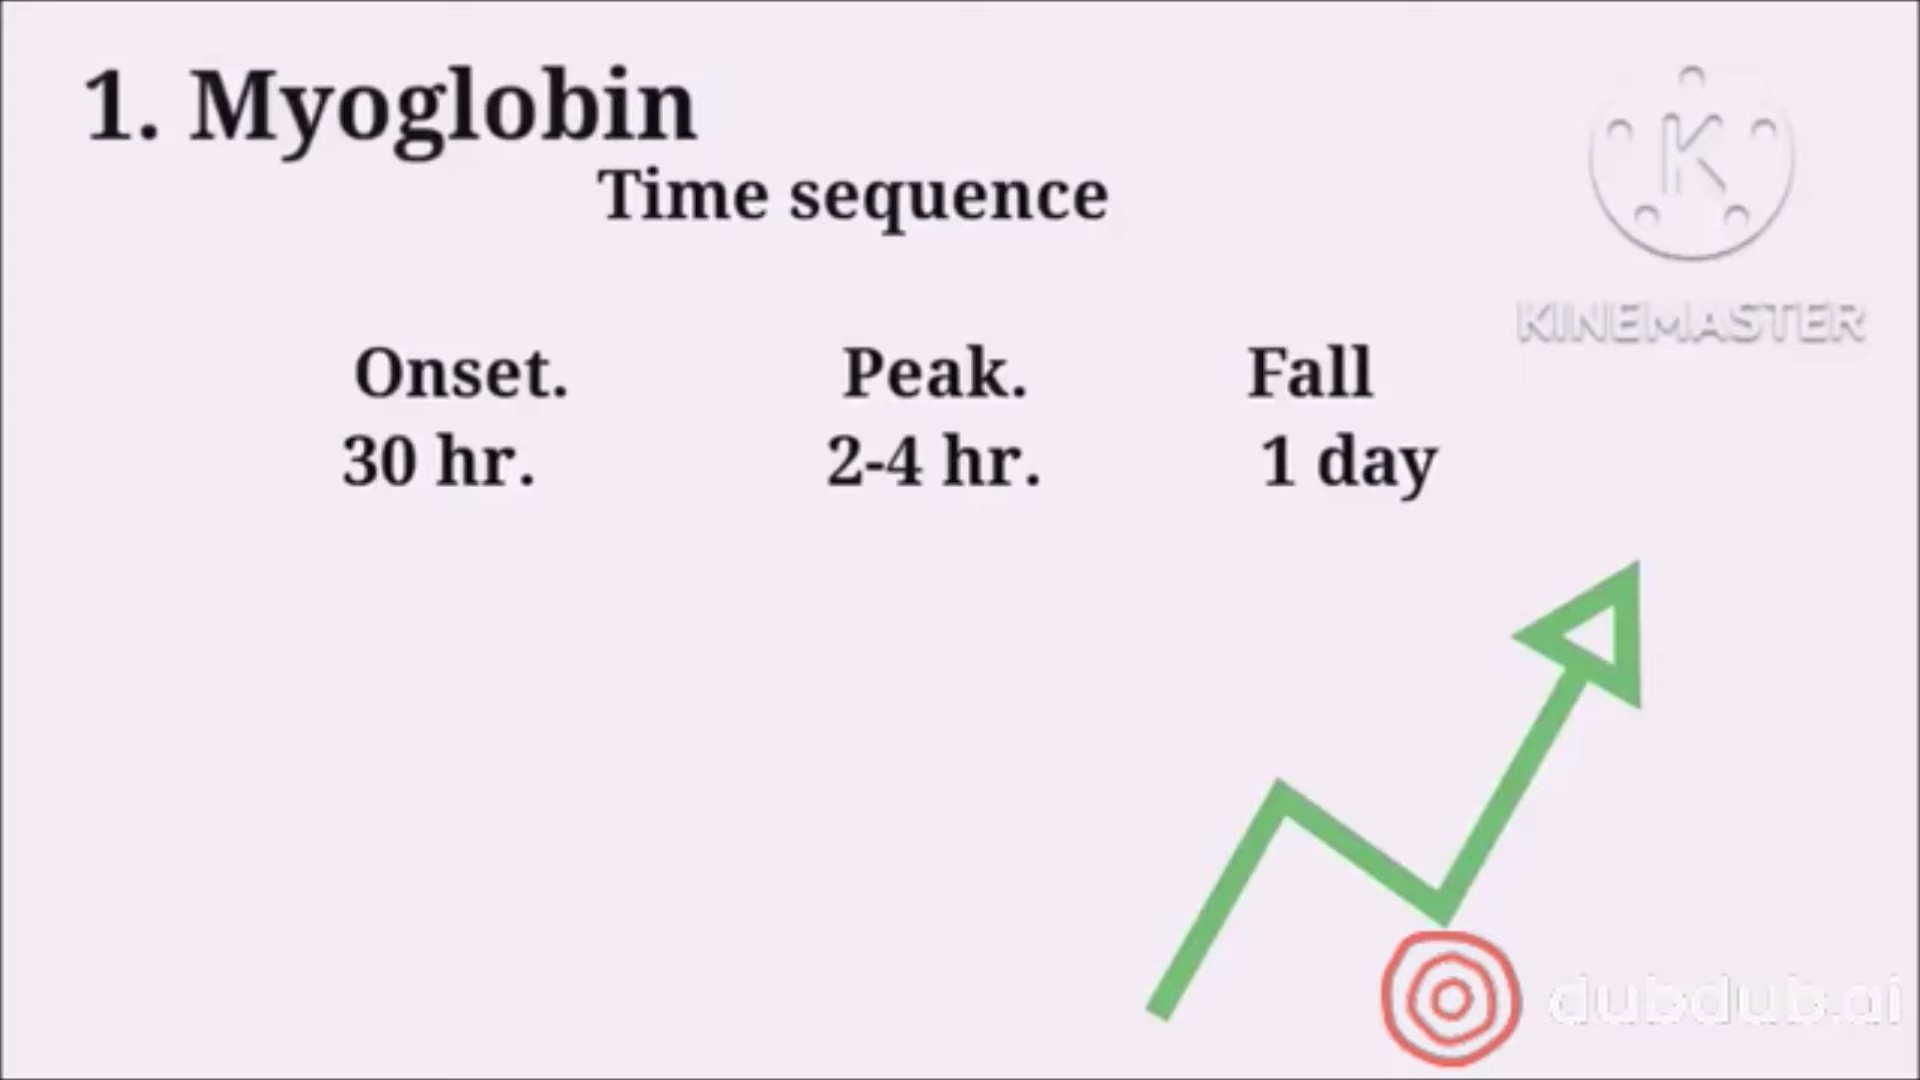 1. Myoglobin
Time sequence
Onset. Peak. Fall
30 hr. 2-4 hr. 1 day
K
KINEMASTER
dubdub.ai